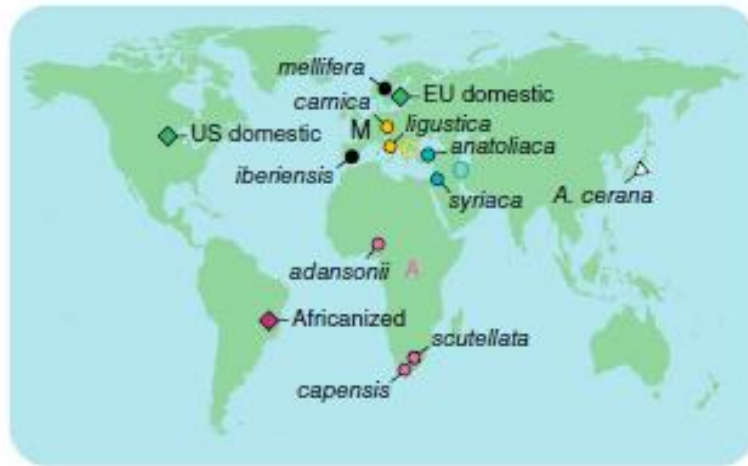 mellifera
EU domestic
carnica
M
ligustica
US domestic
anatoliaca
C
O
iberiensis
A. cerana
syriaca
adansonii
A
Africanized
scutellata
capensis